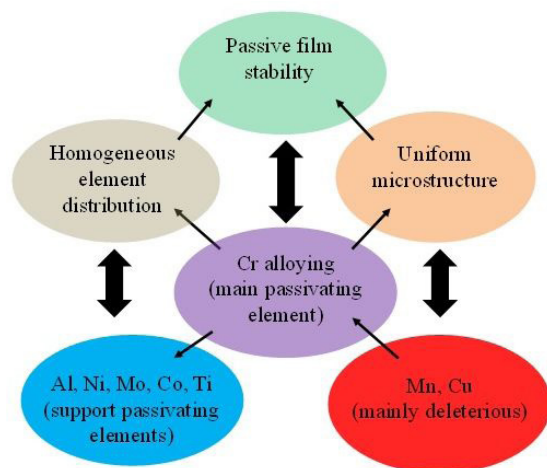 Passive film
stability
Homogeneous
element
distribution
Uniform
microstructure
Cr alloying
(main passivating
element)
Al, Ni, Mo, Co, Ti
(support passivating
elements)
Mn, Cu
(mainly deleterious)